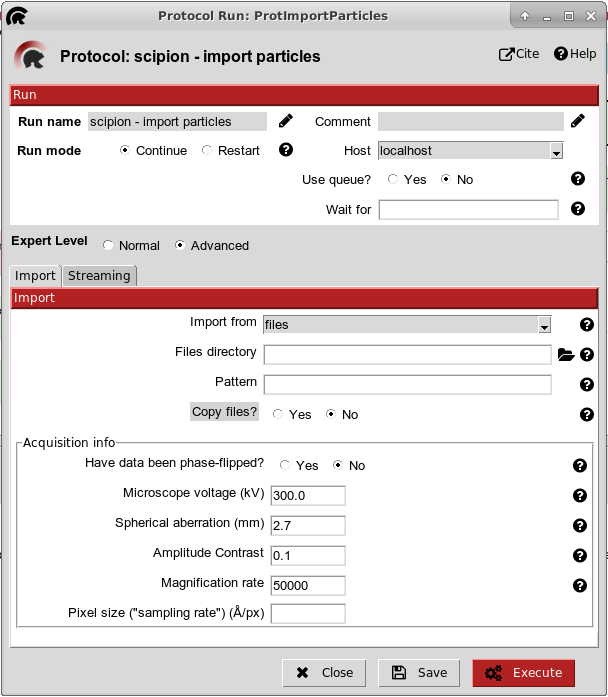 Protocol Run: ProtImportParticles
Protocol: scipion - import particles
Cite
Help
Run
Run name scipion - import particles Comment
Run mode Continue Restart Host localhost
Use queue? Yes No
Wait for
Expert Level Normal Advanced
Import Streaming
Import
Import from files
Files directory
Pattern
Copy files? Yes No
Acquisition info
Have data been phase-flipped? Yes No
Microscope voltage (kV) 300.0
Spherical aberration (mm) 2.7
Amplitude Contrast 0.1
Magnification rate 50000
Pixel size ("sampling rate") (Å/px)
Close Save Execute